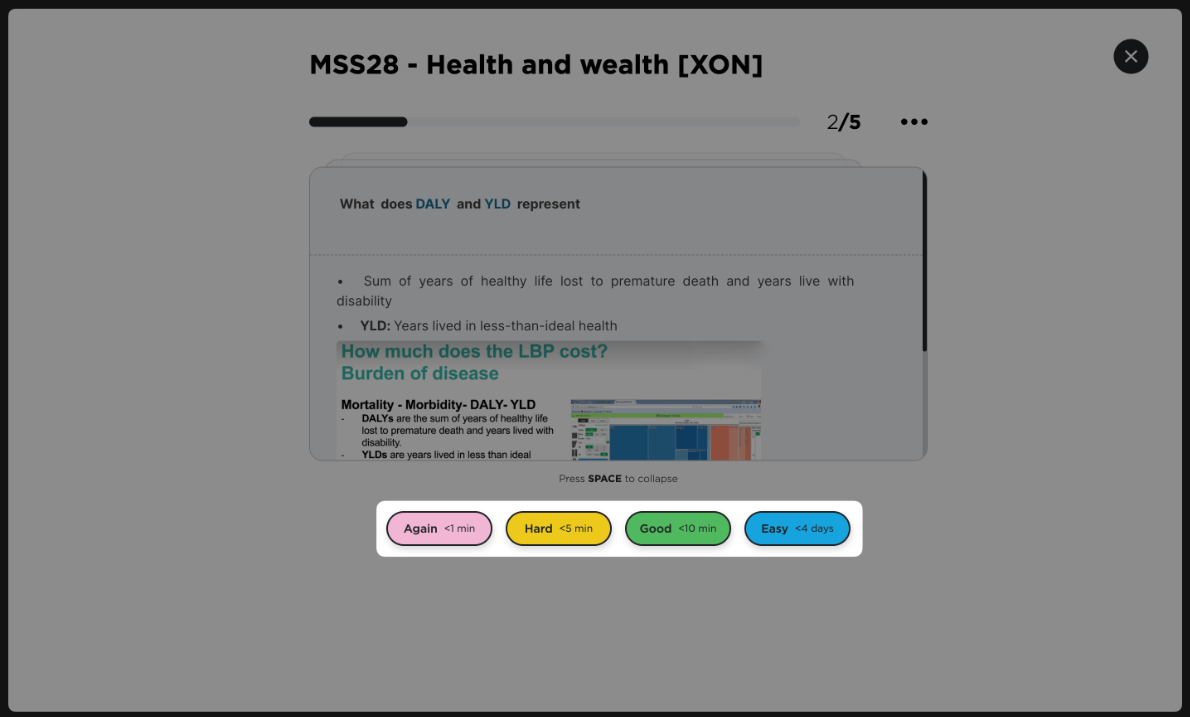 MSS28 - Health and wealth [XON]
2/5
What does DALY and YLD represent
• Sum of years of healthy life lost to premature death and years live with
disability
• YLD: Years lived in less-than-ideal health
How much does the LBP cost?
Burden of disease
Mortality - Morbidity- DALY- YLD
- DALYs are the sum of years of healthy life
lost to premature death and years lived with
disability.
- YLDs are years lived in less than ideal
Press SPACE to collapse
Again <1 min
Hard <5 min
Good <10 min
Easy <4 days